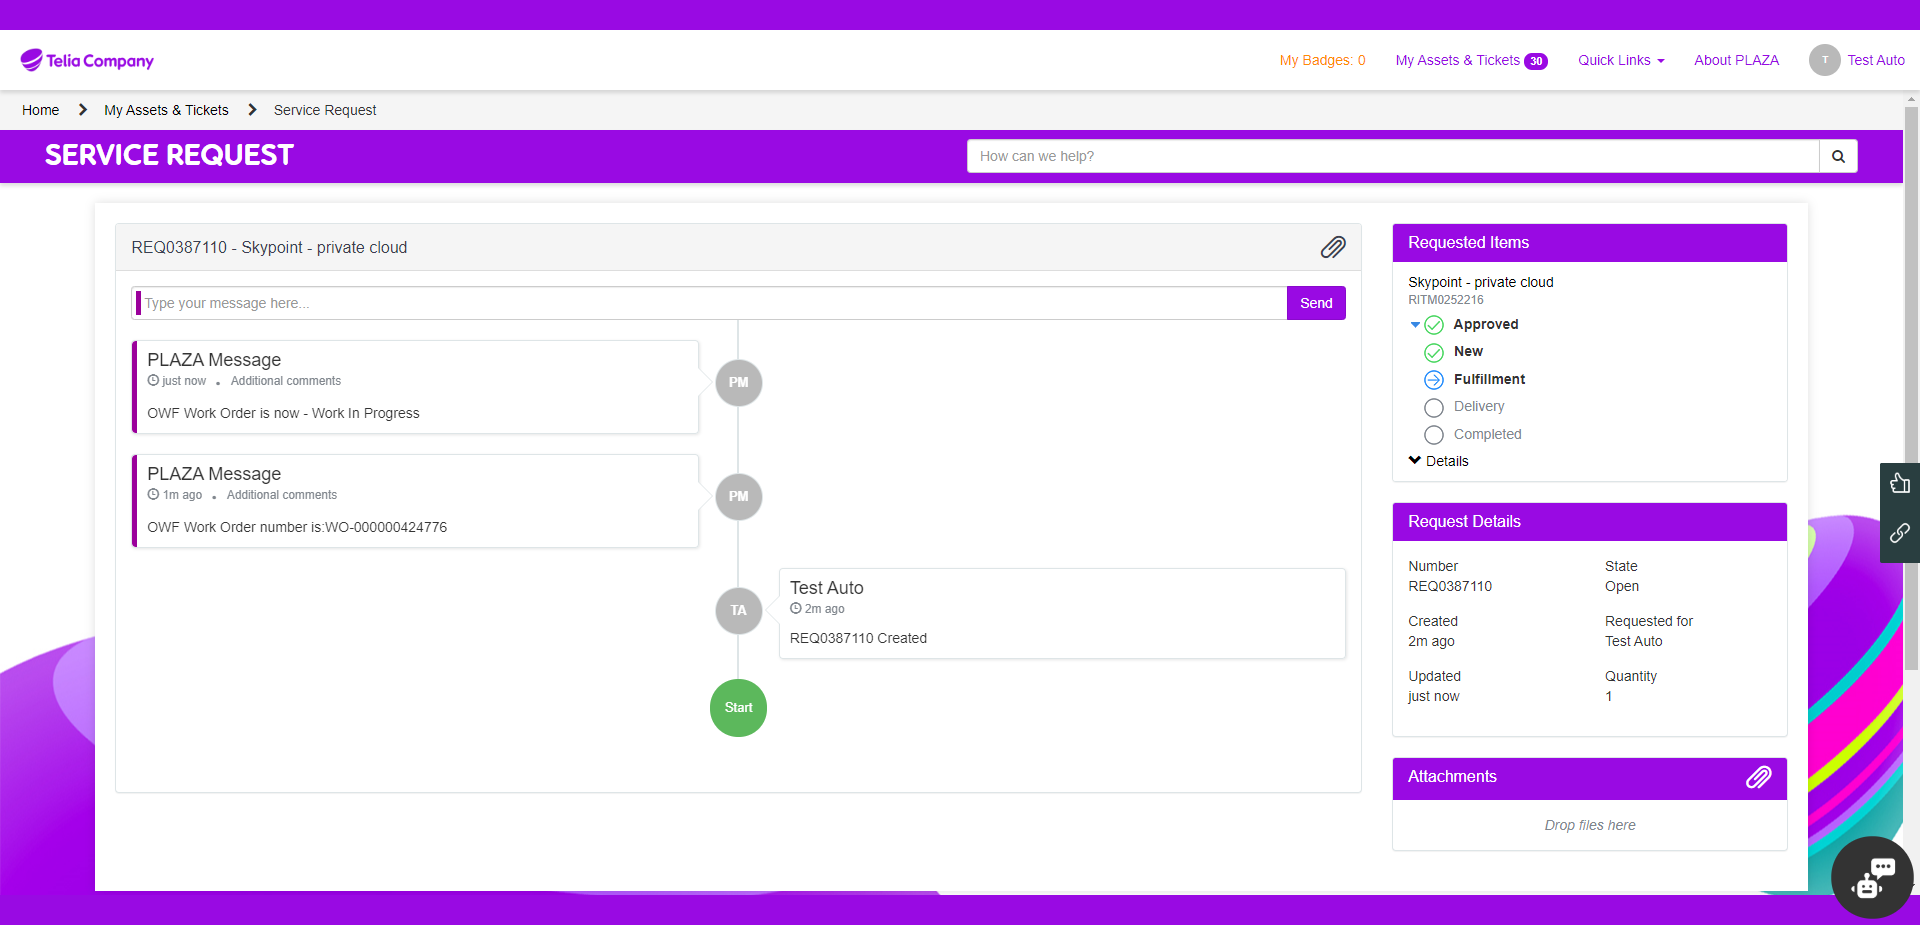 Telia Company
My Badges: 0
My Assets & Tickets 30
Quick Links
About PLAZA
T
Test Auto
Home
My Assets & Tickets
Service Request
SERVICE REQUEST
How can we help?
REQ0387110 - Skypoint - private cloud
Type your message here...
Send
PLAZA Message
just now . Additional comments
OWF Work Order is now - Work In Progress
PM
PLAZA Message
1m ago . Additional comments
OWF Work Order number is:WO-000000424776
PM
TA
Test Auto
2m ago
REQ0387110 Created
Start
Requested Items
Skypoint - private cloud
RITM0252216
Approved
New
Fulfillment
Delivery
Completed
Details
Request Details
Number
REQ0387110
State
Open
Created
2m ago
Requested for
Test Auto
Updated
just now
Quantity
1
Attachments
Drop files here